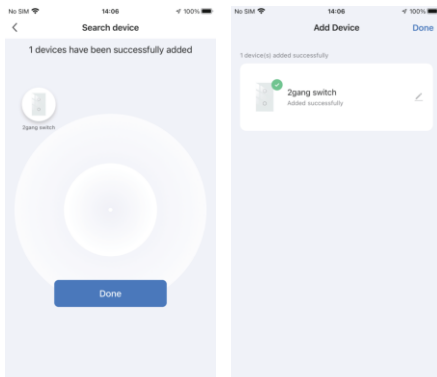 No SIM 14:06 100%
Search device
1 devices have been successfully added
2gang switch
Done
No SIM 14:06 100%
Add Device Done
1 device(s) added successfully
2gang switch
Added successfully